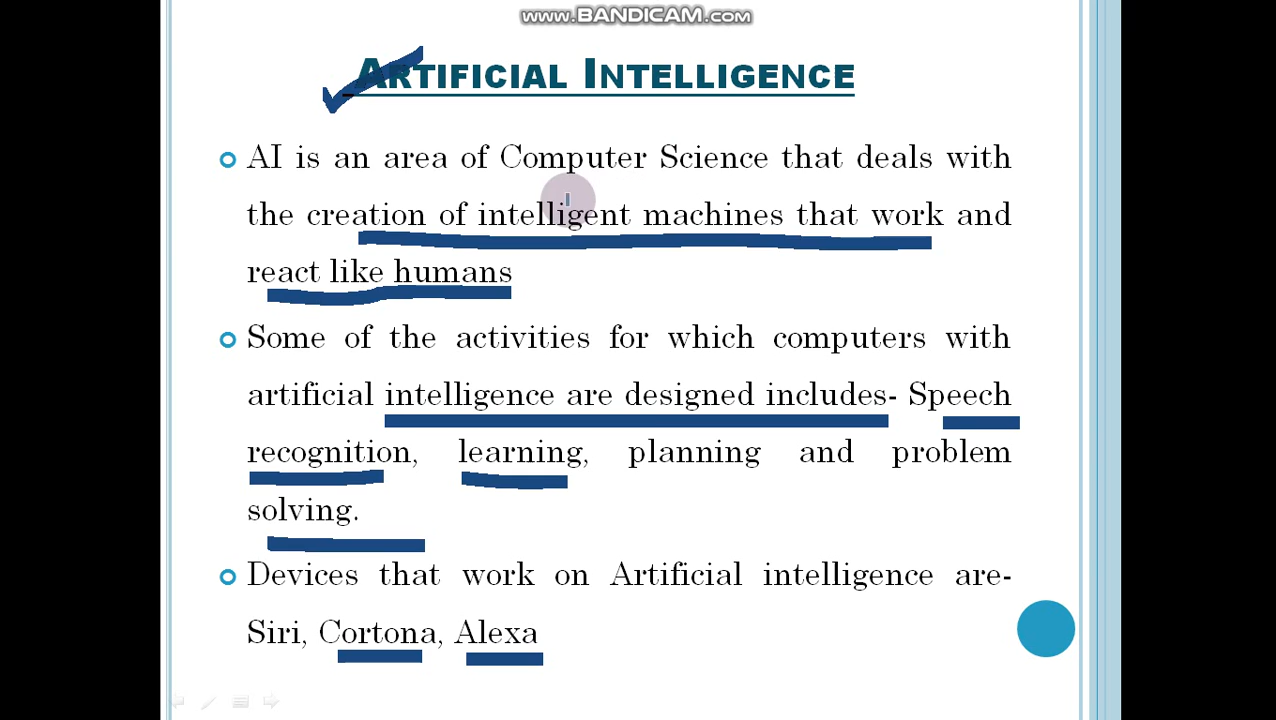 www.BANDICAM.com
ARTIFICIAL INTELLIGENCE
AI is an area of Computer Science that deals with
the creation of intelligent machines that work and
react like humans
Some of the activities for which computers with
artificial intelligence are designed includes- Speech
recognition, learning, planning and problem
solving.
Devices that work on Artificial intelligence are-
Siri, Cortona, Alexa